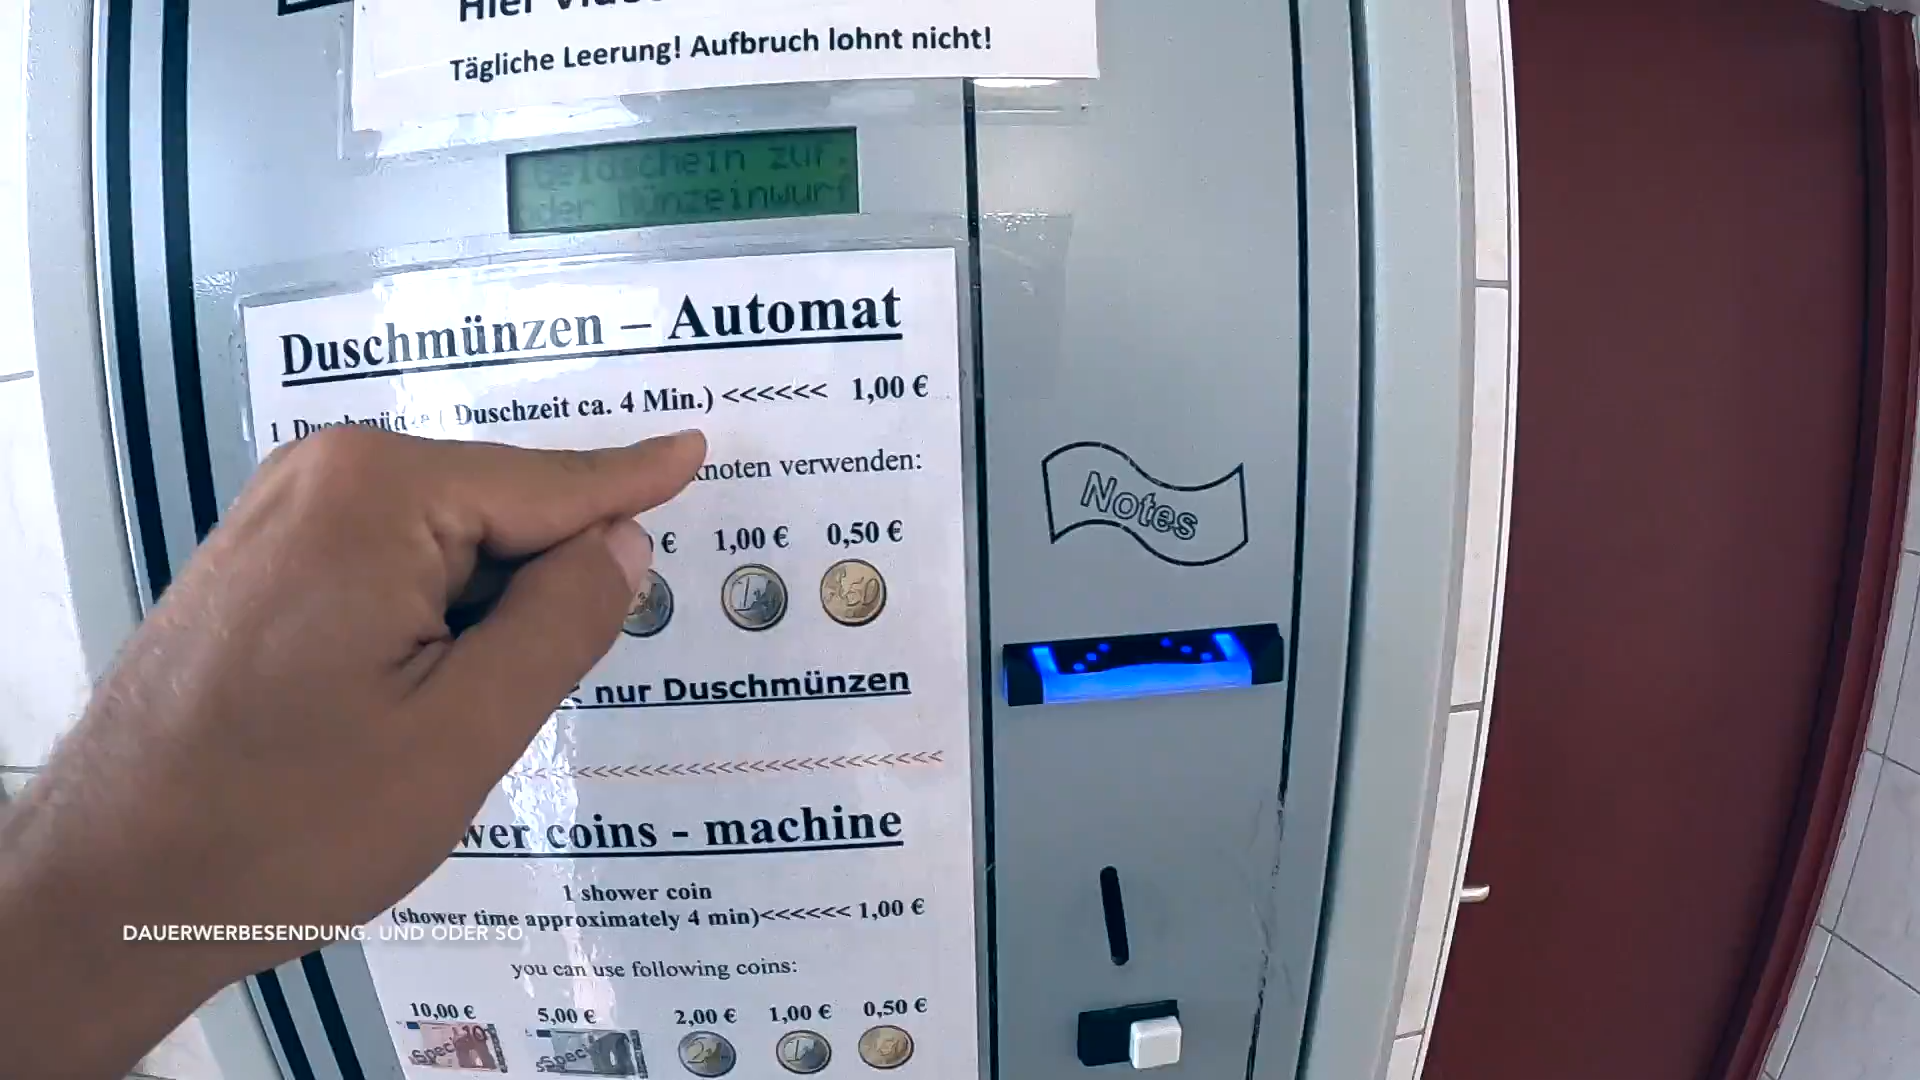 Hier
Tägliche Leerung! Aufbruch lohnt nicht!
Geldschein zur.
oder Münzeinwurf
Duschmünzen – Automat
1 Duschmünze ( Duschzeit ca. 4 Min.) <<<<<< 1,00 €
knoten verwenden:
€ 1,00 € 0,50 €
nur Duschmünzen
<<<<<<<<<<<<<<<<<<<<<<<<<<
wer coins - machine
1 shower coin
(shower time approximately 4 min)<<<<<< 1,00 €
you can use following coins:
10,00 € 5,00 € 2,00 € 1,00 € 0,50 €
Notes
DAUERWERBESENDUNG. UND ODER SO.